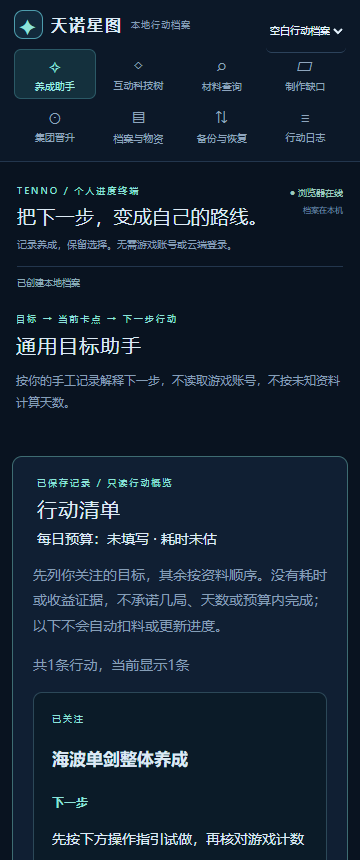 天诺星图 本地行动档案
空白行动档案
养成助手 互动科技树 材料查询 制作缺口
集团晋升 档案与物资 备份与恢复 行动日志
TENNO / 个人进度终端
浏览器在线
把下一步，变成自己的路线。
档案在本机
记录养成，保留选择。无需游戏账号或云端登录。
已创建本地档案
目标 → 当前卡点 → 下一步行动
通用目标助手
按你的手工记录解释下一步，不读取游戏账号，不按未知资料
计算天数。
已保存记录 / 只读行动概览
行动清单
每日预算：未填写 · 耗时未估
先列你关注的目标，其余按资料顺序。没有耗时
或收益证据，不承诺几局、天数或预算内完成；
以下不会自动扣料或更新进度。
共1条行动，当前显示1条
已关注
海波单剑整体养成
下一步
先按下方操作指引试做，再核对游戏计数